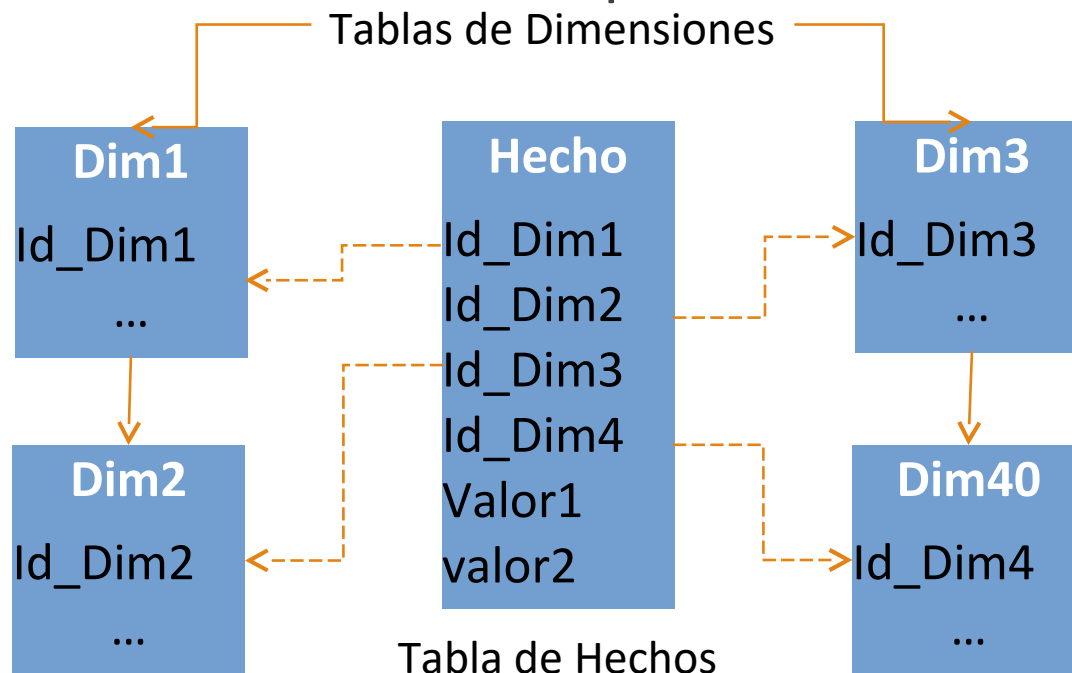 Tablas de Dimensiones
Dim1
Id_Dim1
...
Hecho
Id_Dim1
Id_Dim2
Id_Dim3
Id_Dim4
Valor1
valor2
Dim3
Id_Dim3
...
Dim2
Id_Dim2
...
Dim40
Id_Dim4
...
Tabla de Hechos